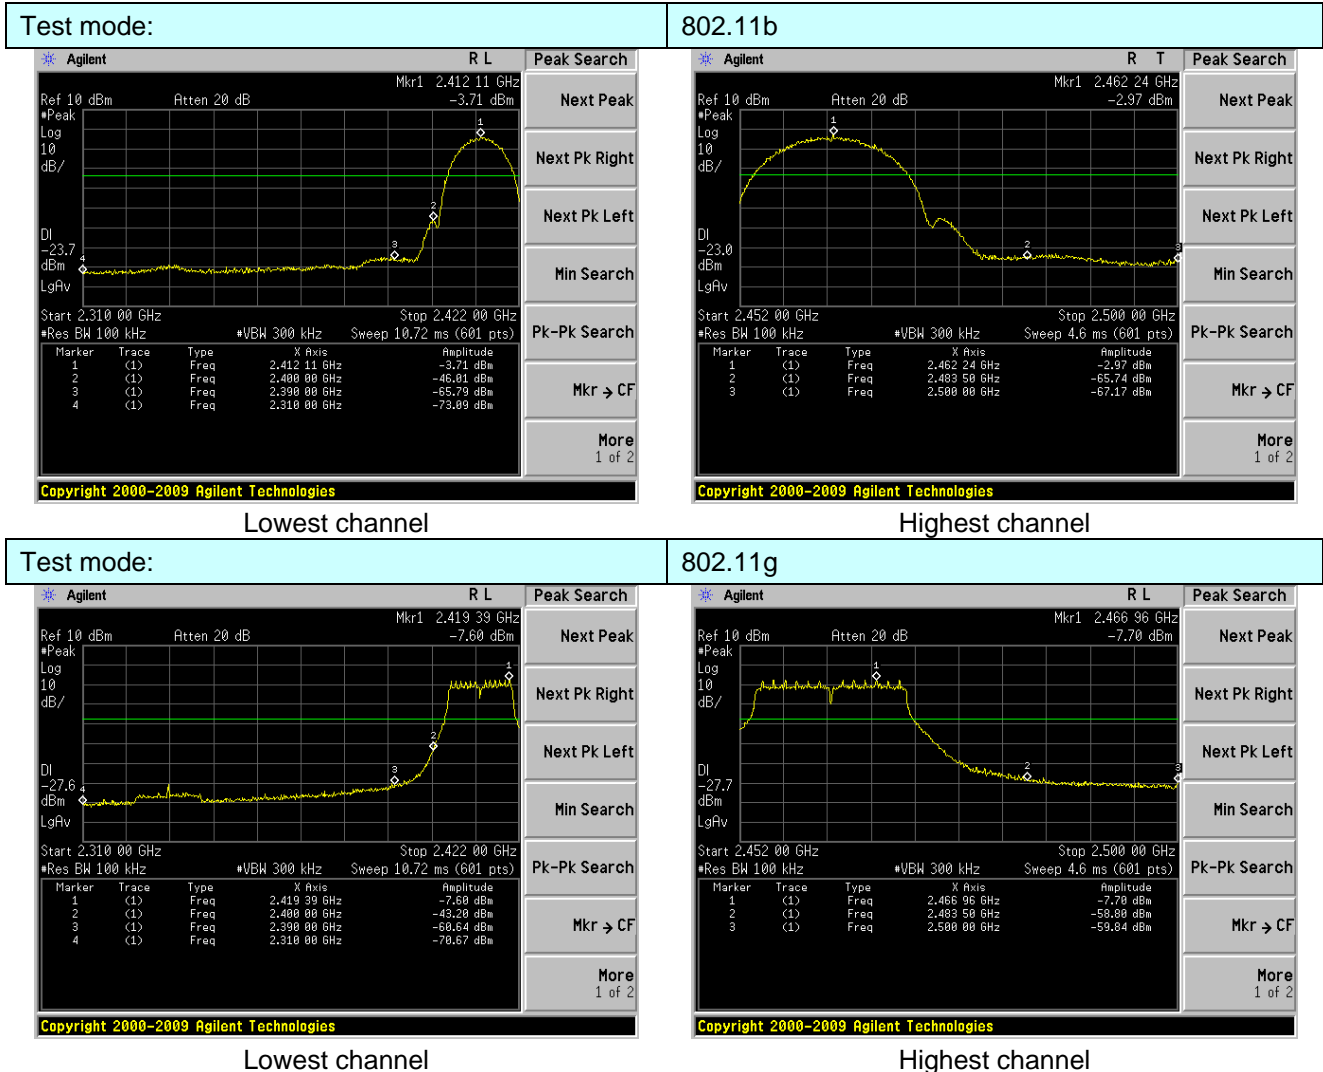 Test mode: 802.11b
Agilent R L Peak Search
Mkr1 2.412 11 GHz
Ref 10 dBm Atten 20 dB -3.71 dBm
#Peak
Log
10
dB/
1
2
3
4
DI
-23.7
dBm
LgAv
Start 2.310 00 GHz Stop 2.422 00 GHz
#Res BW 100 kHz #VBW 300 kHz Sweep 10.72 ms (601 pts)
Marker Trace Type X Axis Amplitude
1 (1) Freq 2.412 11 GHz -3.71 dBm
2 (1) Freq 2.400 00 GHz -46.01 dBm
3 (1) Freq 2.390 00 GHz -65.79 dBm
4 (1) Freq 2.310 00 GHz -73.09 dBm
Next Peak
Next Pk Right
Next Pk Left
Min Search
Pk-Pk Search
Mkr → CF
More
1 of 2
Copyright 2000-2009 Agilent Technologies
Lowest channel
Agilent R T Peak Search
Mkr1 2.462 24 GHz
Ref 10 dBm Atten 20 dB -2.97 dBm
#Peak
Log
10
dB/
1
2
3
DI
-23.0
dBm
LgAv
Start 2.452 00 GHz Stop 2.500 00 GHz
#Res BW 100 kHz #VBW 300 kHz Sweep 4.6 ms (601 pts)
Marker Trace Type X Axis Amplitude
1 (1) Freq 2.462 24 GHz -2.97 dBm
2 (1) Freq 2.483 50 GHz -65.74 dBm
3 (1) Freq 2.500 00 GHz -67.17 dBm
Next Peak
Next Pk Right
Next Pk Left
Min Search
Pk-Pk Search
Mkr → CF
More
1 of 2
Copyright 2000-2009 Agilent Technologies
Highest channel
Test mode: 802.11g
Agilent R L Peak Search
Mkr1 2.419 39 GHz
Ref 10 dBm Atten 20 dB -7.60 dBm
#Peak
Log
10
dB/
1
2
3
4
DI
-27.6
dBm
LgAv
Start 2.310 00 GHz Stop 2.422 00 GHz
#Res BW 100 kHz #VBW 300 kHz Sweep 10.72 ms (601 pts)
Marker Trace Type X Axis Amplitude
1 (1) Freq 2.419 39 GHz -7.60 dBm
2 (1) Freq 2.400 00 GHz -43.20 dBm
3 (1) Freq 2.390 00 GHz -60.64 dBm
4 (1) Freq 2.310 00 GHz -70.67 dBm
Next Peak
Next Pk Right
Next Pk Left
Min Search
Pk-Pk Search
Mkr → CF
More
1 of 2
Copyright 2000-2009 Agilent Technologies
Lowest channel
Agilent R L Peak Search
Mkr1 2.466 96 GHz
Ref 10 dBm Atten 20 dB -7.70 dBm
#Peak
Log
10
dB/
1
2
3
DI
-27.7
dBm
LgAv
Start 2.452 00 GHz Stop 2.500 00 GHz
#Res BW 100 kHz #VBW 300 kHz Sweep 4.6 ms (601 pts)
Marker Trace Type X Axis Amplitude
1 (1) Freq 2.466 96 GHz -7.70 dBm
2 (1) Freq 2.483 50 GHz -58.80 dBm
3 (1) Freq 2.500 00 GHz -59.84 dBm
Next Peak
Next Pk Right
Next Pk Left
Min Search
Pk-Pk Search
Mkr → CF
More
1 of 2
Copyright 2000-2009 Agilent Technologies
Highest channel